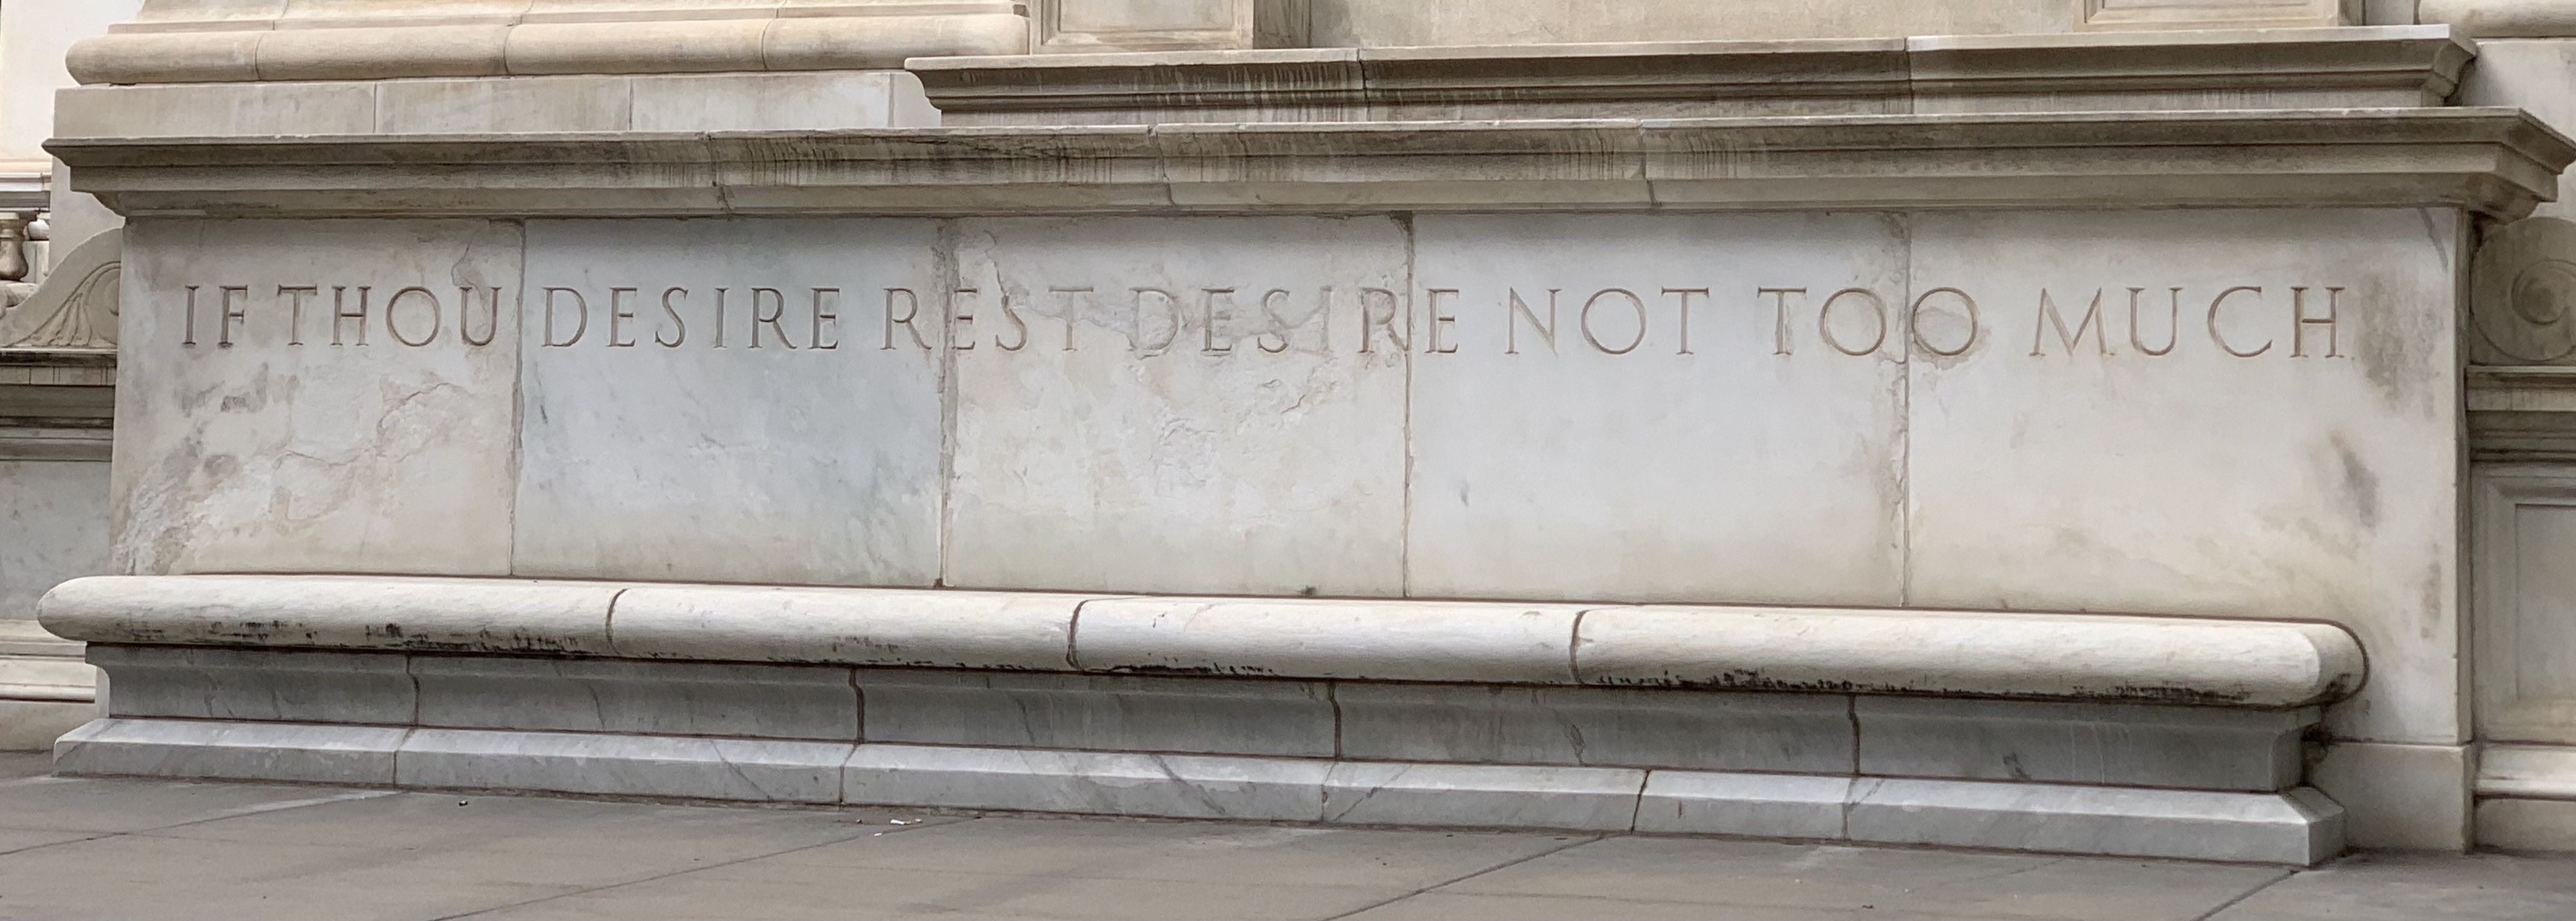 IF THOU DESIRE REST DESIRE NOT TOO MUCH.